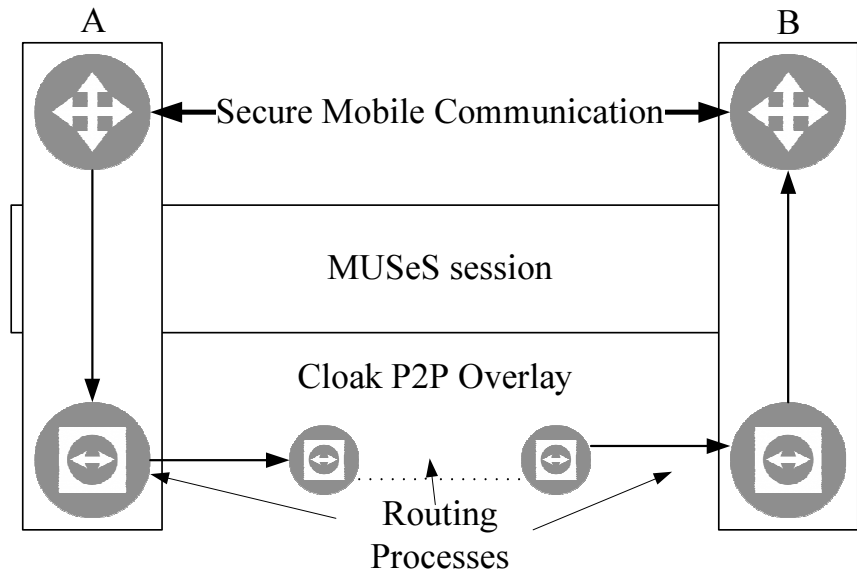 A
B
Secure Mobile Communication
MUSeS session
Cloak P2P Overlay
Routing
Processes